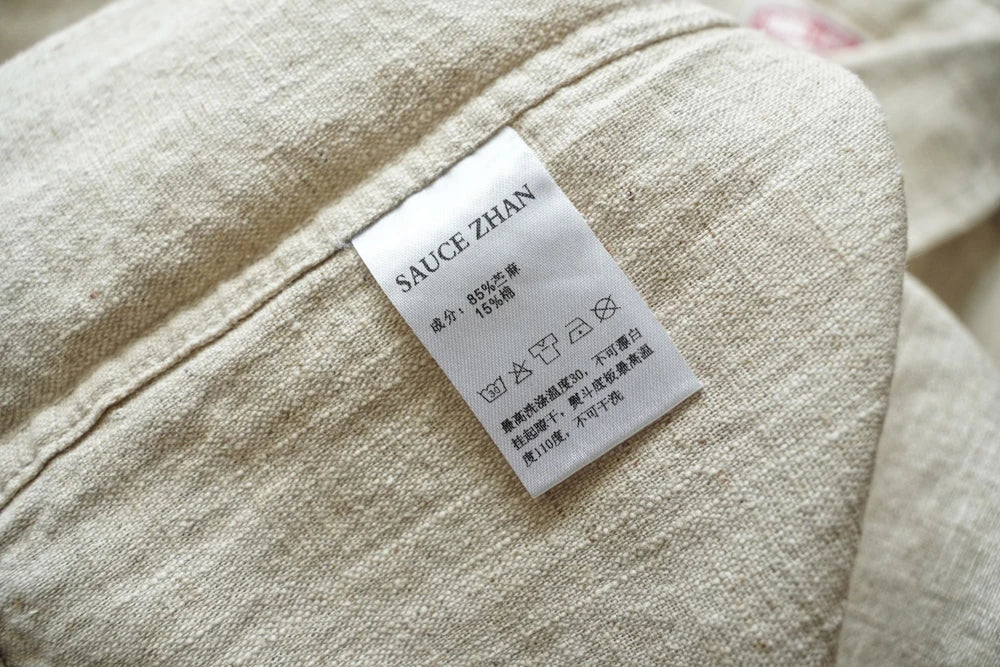 SAUCE ZHAN
成分：85%苎麻
15%棉
30
最高洗涤温度30，不可漂白
挂起晾干，熨斗底板最高温
度110度，不可干洗